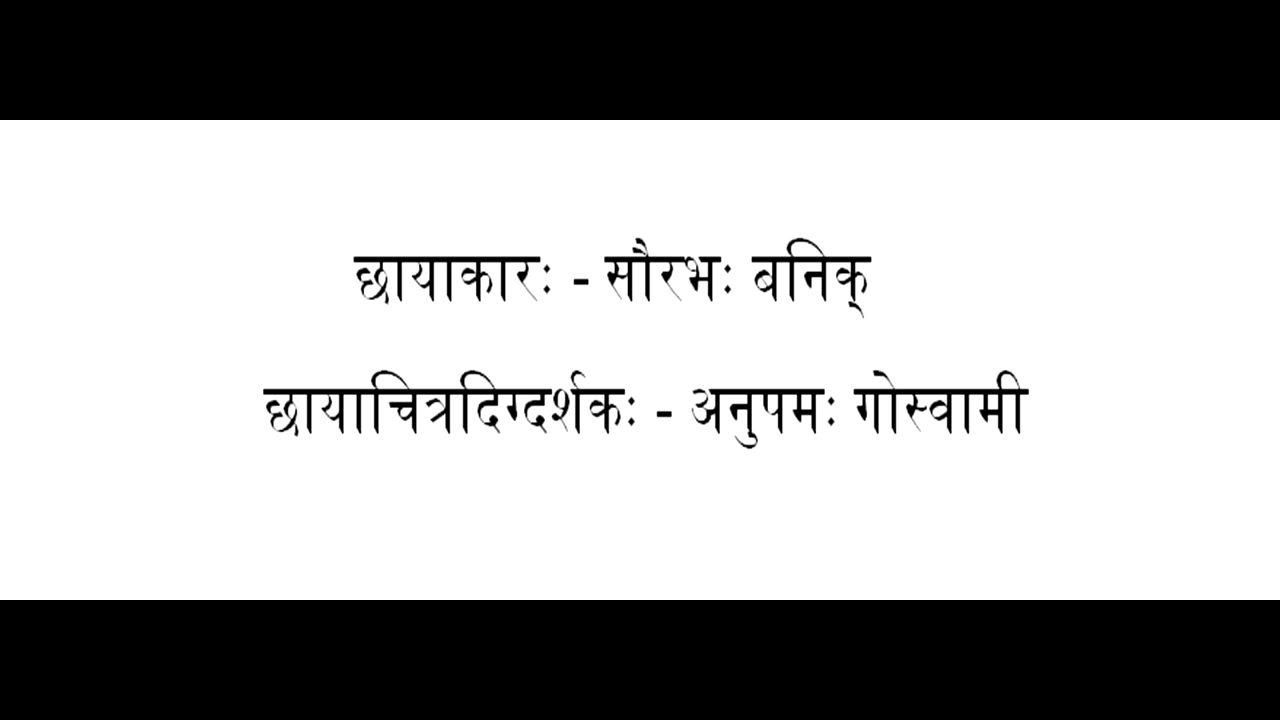 छायाकारः - सौरभः बनिक्
छायाचित्रदिग्दर्शकः - अनुपमः गोस्वामी